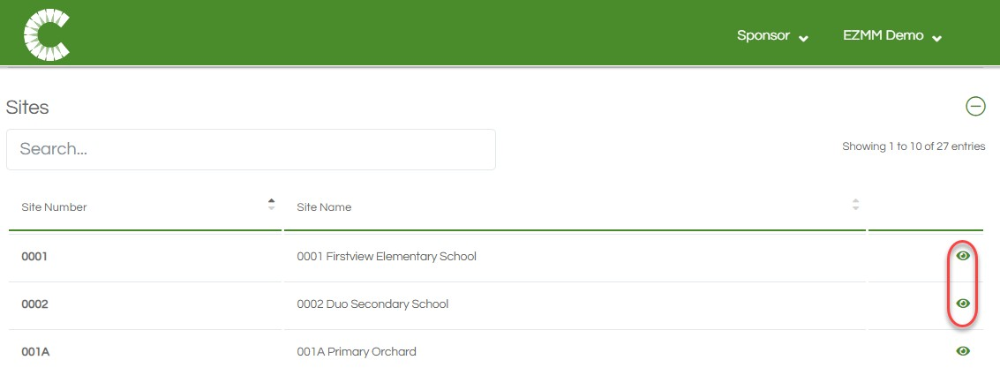 Sponsor EZMM Demo
Sites
Search...
Showing 1 to 10 of 27 entries
Site Number Site Name
0001 0001 Firstview Elementary School
0002 0002 Duo Secondary School
001A 001A Primary Orchard